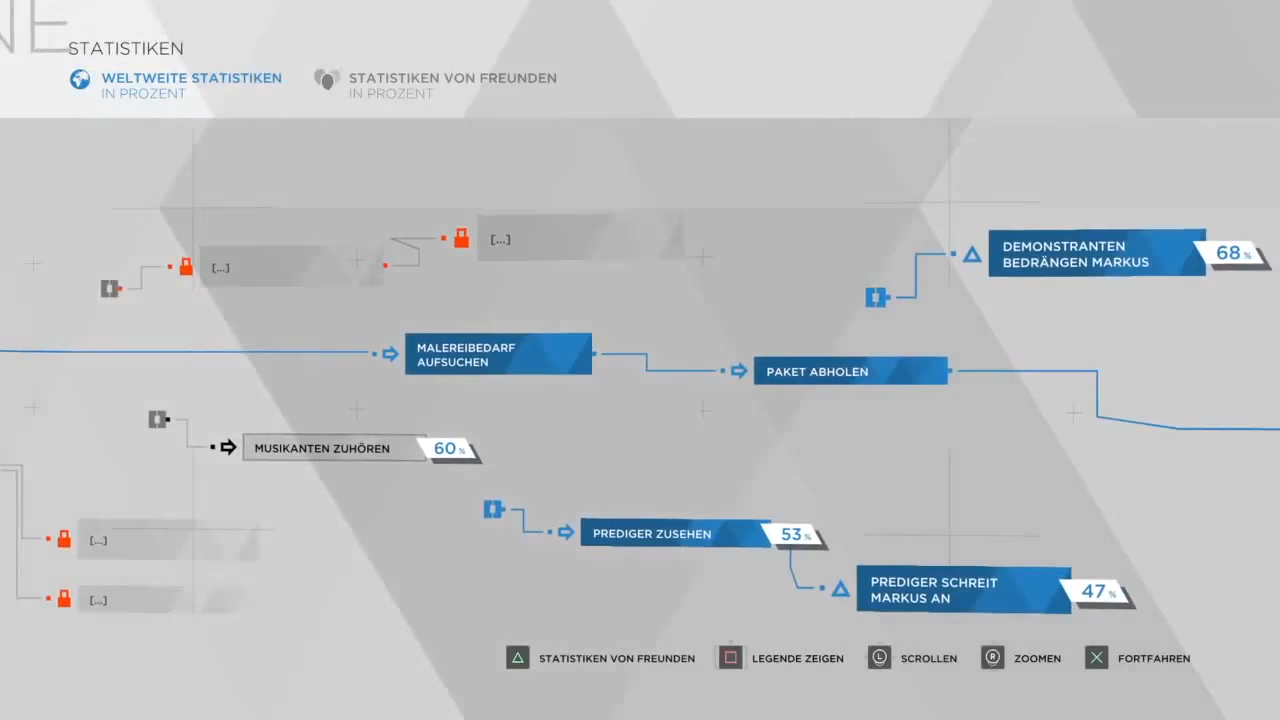 NE
STATISTIKEN
WELTWEITE STATISTIKEN
IN PROZENT
STATISTIKEN VON FREUNDEN
IN PROZENT
[...]
[...]
DEMONSTRANTEN
BEDRÄNGEN MARKUS
68 %
MALEREIBEDARF
AUFSUCHEN
PAKET ABHOLEN
MUSIKANTEN ZUHÖREN
60 %
PREDIGER ZUSEHEN
53 %
[...]
PREDIGER SCHREIT
MARKUS AN
47 %
[...]
STATISTIKEN VON FREUNDEN
LEGENDE ZEIGEN
L
SCROLLEN
R
ZOOMEN
FORTFAHREN